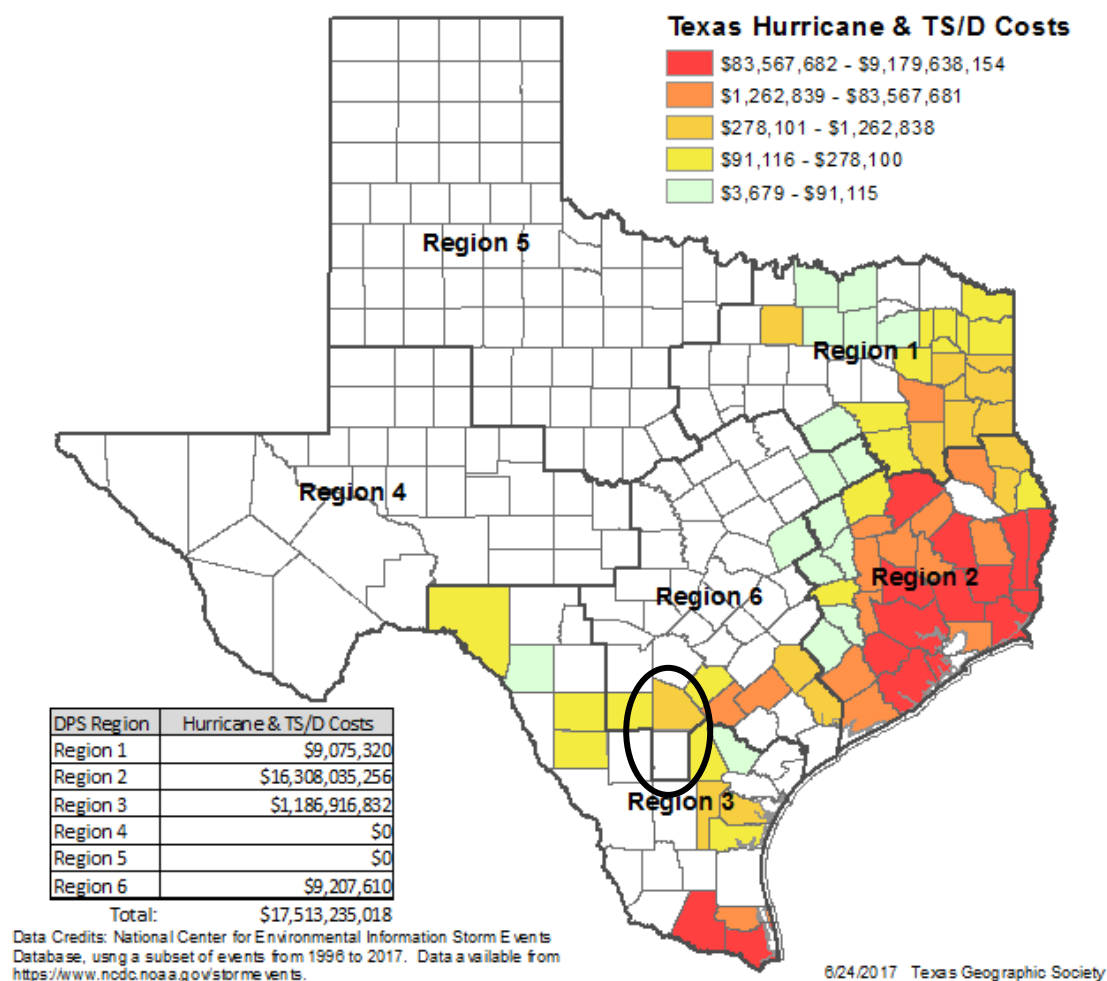 Texas Hurricane & TS/D Costs
$83,567,682 - $9,179,638,154
$1,262,839 - $83,567,681
$278,101 - $1,262,838
$91,116 - $278,100
$3,679 - $91,115
Region 5
Region 1
Region 4
Region 2
Region 6
Region 3
DPS Region Hurricane & TS/D Costs
Region 1 $9,075,320
Region 2 $16,308,035,256
Region 3 $1,186,916,832
Region 4 $0
Region 5 $0
Region 6 $9,207,610
Total: $17,513,235,018
Data Credits: National Center for Environmental Information Storm Events
Database, usng a subset of events from 1996 to 2017. Data available from
https://www.ncdc.noaa.gov/stormevents.
6/24/2017 Texas Geographic Society